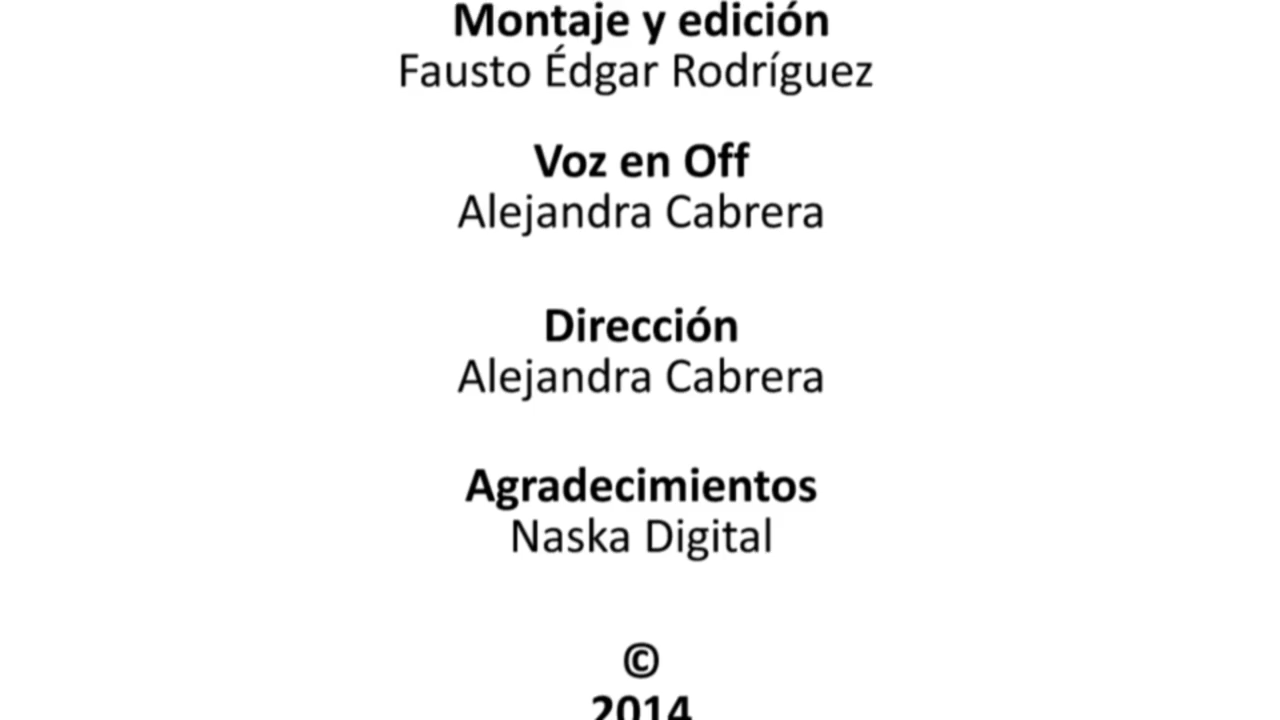 Montaje y edición
Fausto Édgar Rodríguez
Voz en Off
Alejandra Cabrera
Dirección
Alejandra Cabrera
Agradecimientos
Naska Digital
©
2014